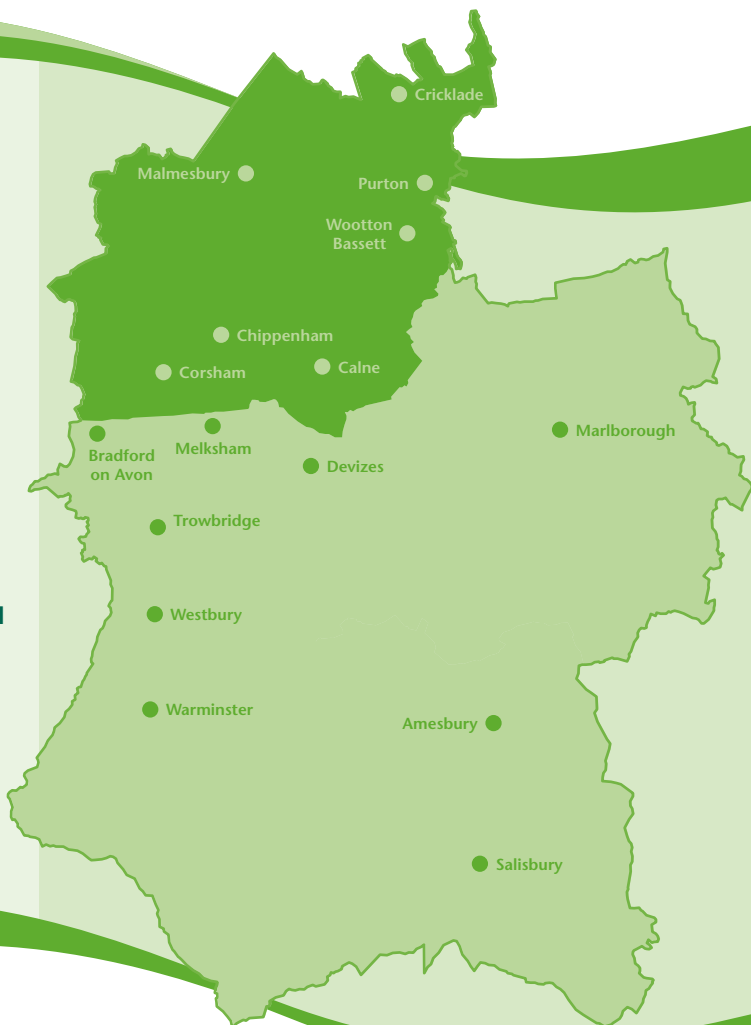 Cricklade
Malmesbury
Purton
Wootton
Bassett
Chippenham
Corsham
Calne
Marlborough
Bradford
on Avon
Melksham
Devizes
Trowbridge
Westbury
Warminster
Amesbury
Salisbury